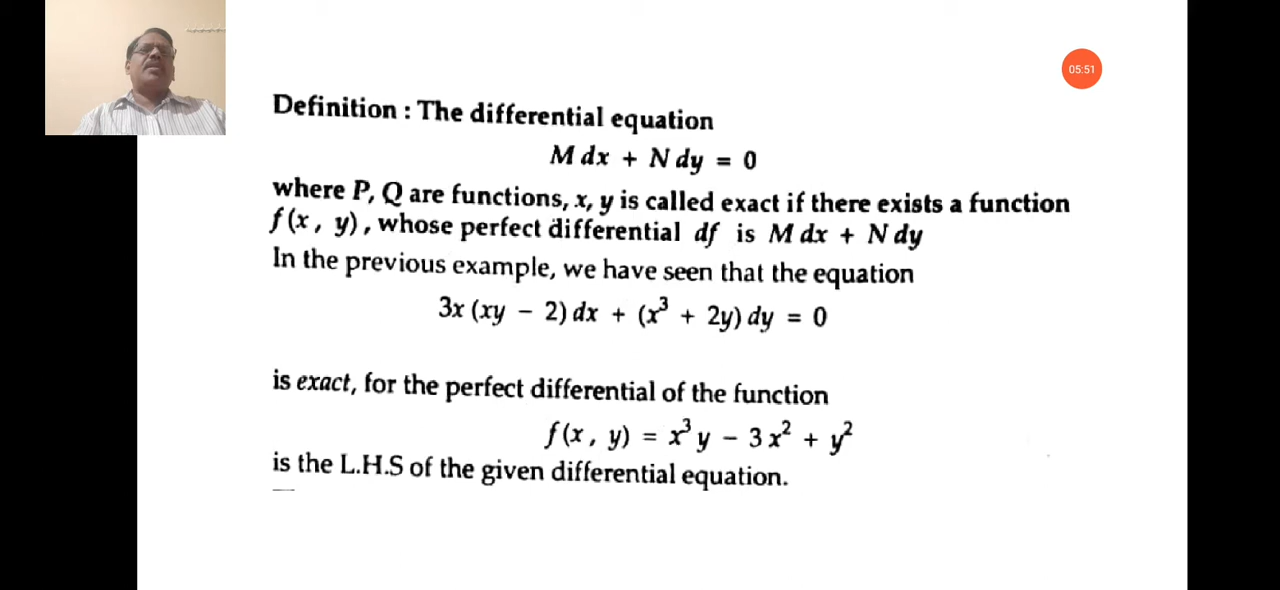 05:51
Definition : The differential equation
M dx + N dy = 0
where P, Q are functions, x, y is called exact if there exists a function
f(x , y) , whose perfect differential df is M dx + N dy
In the previous example, we have seen that the equation
3x (xy − 2) dx + (x³ + 2y) dy = 0
is exact, for the perfect differential of the function
f(x , y) = x³y − 3x² + y²
is the L.H.S of the given differential equation.